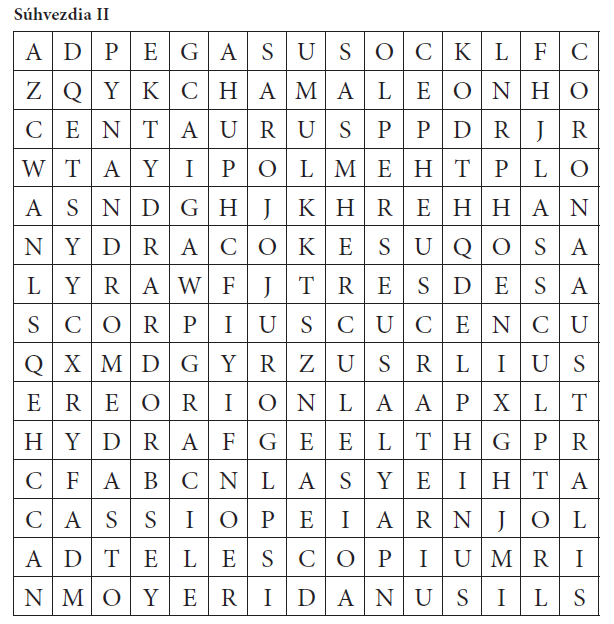 Súhvezdia II
A D P E G A S U S O C K L F C
Z Q Y K C H A M A L E O N H O
C E N T A U R U S P P D R J R
W T A Y I P O L M E H T P L O
A S N D G H J K H R E H H A N
N Y D R A C O K E S U Q O S A
L Y R A W F J T R E S D E S A
S C O R P I U S C U C E N C U
Q X M D G Y R Z U S R L I U S
E R E O R I O N L A A P X L T
H Y D R A F G E E L T H G P R
C F A B C N L A S Y E I H T A
C A S S I O P E I A R N J O L
A D T E L E S C O P I U M R I
N M O Y E R I D A N U S I L S